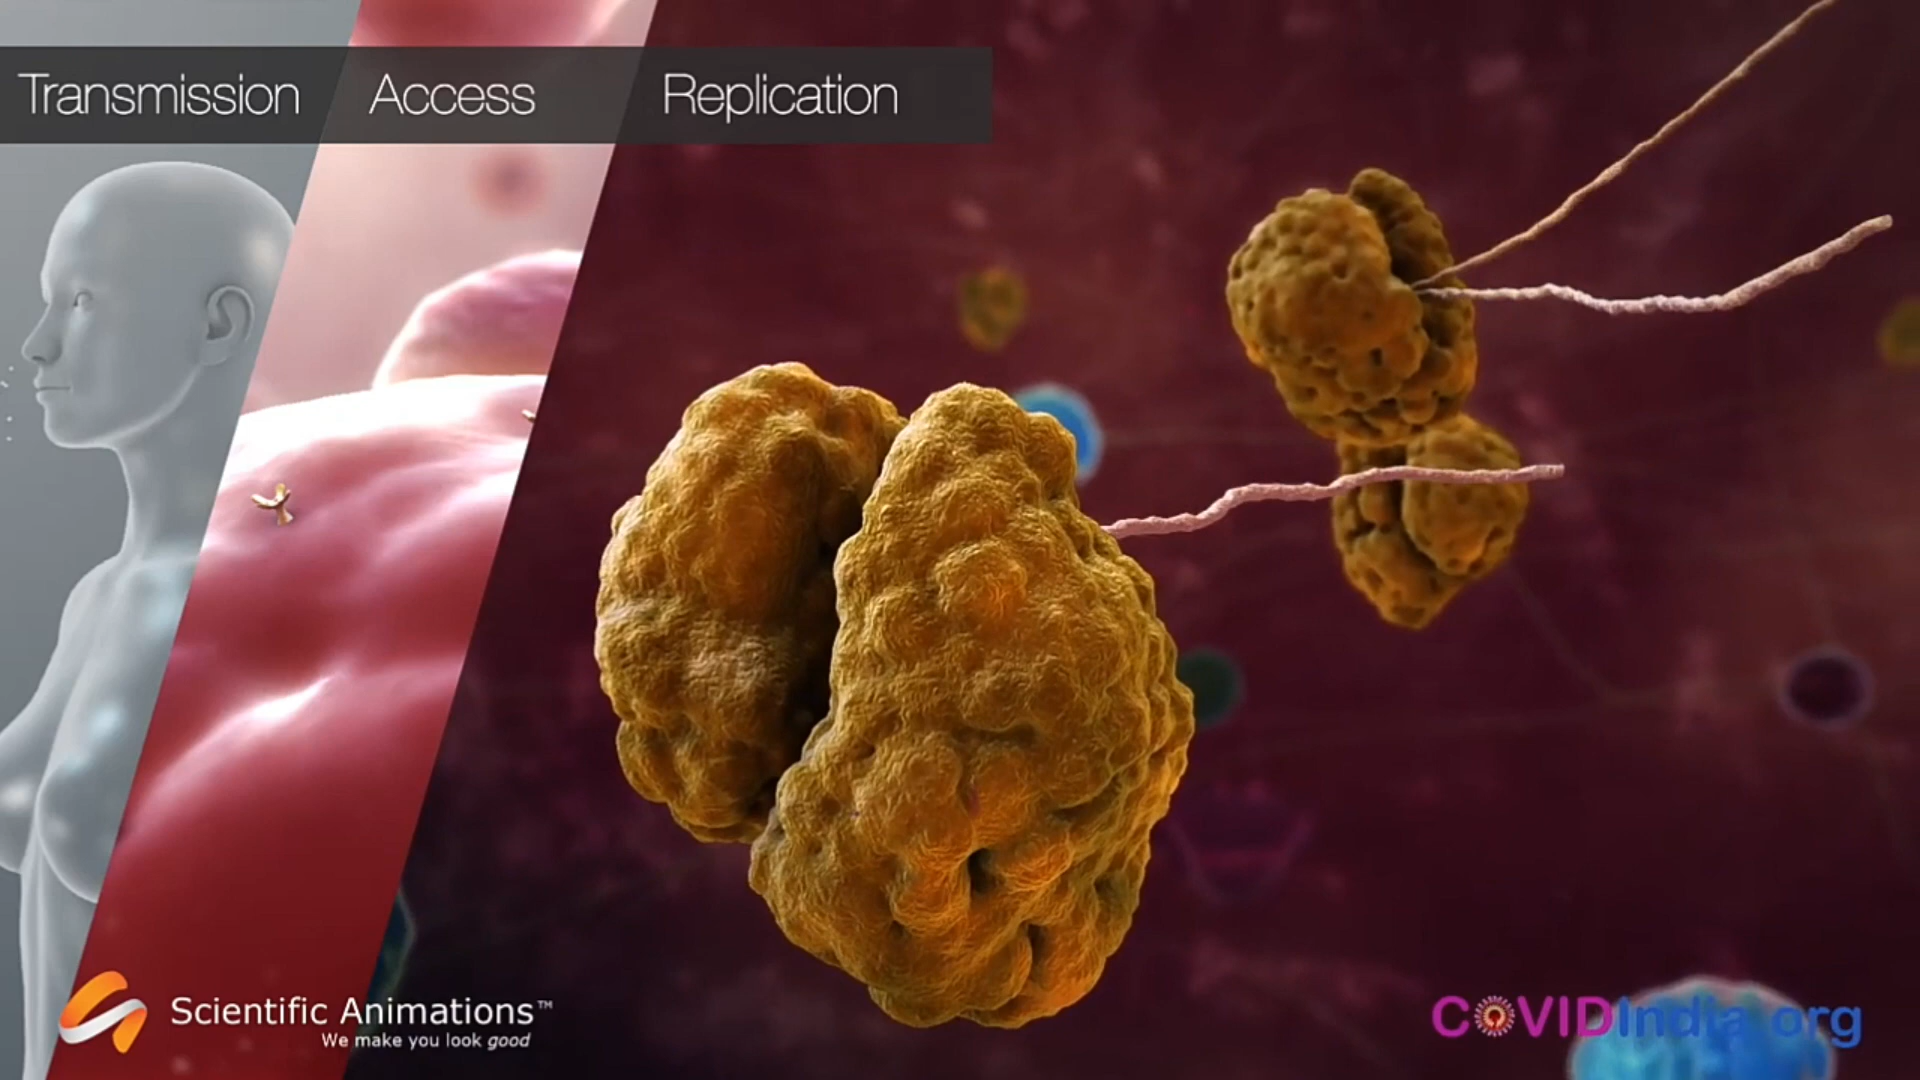 Transmission Access Replication
Scientific Animations™
We make you look good
COVIDIndia.org